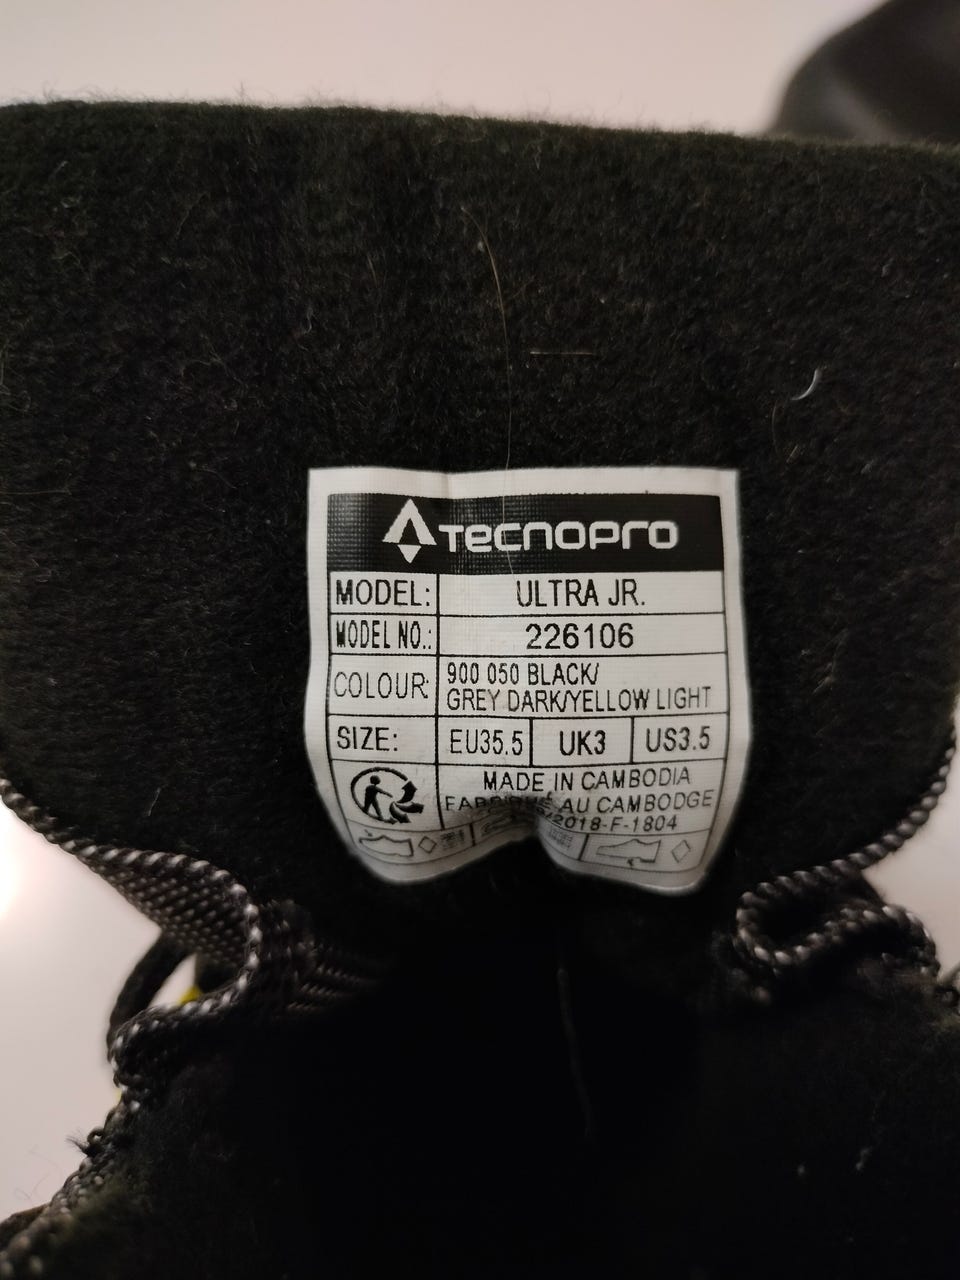 TECNOPRO
MODEL: ULTRA JR.
MODEL NO.: 226106
COLOUR: 900 050 BLACK/
GREY DARK/YELLOW LIGHT
SIZE: EU35.5 UK3 US3.5
MADE IN CAMBODIA
AU CAMBODGE
/2018-F-1804